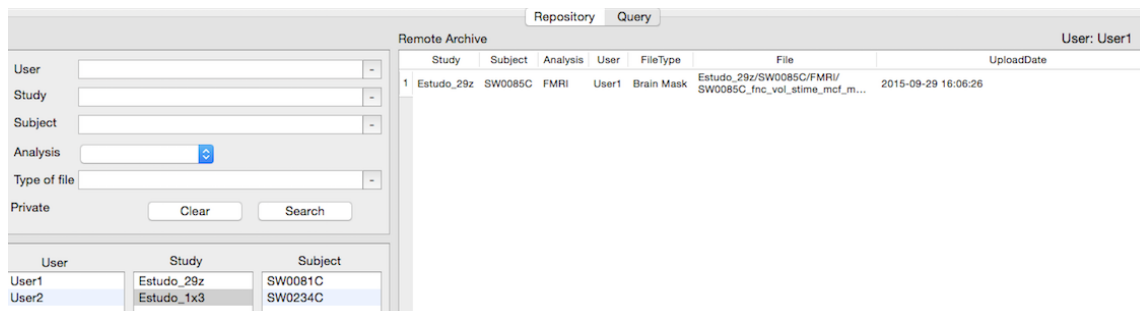 Repository Query
Remote Archive User: User1
Study Subject Analysis User FileType File UploadDate
1 Estudo_29z SW0085C FMRI User1 Brain Mask Estudo_29z/SW0085C/FMRI/ 2015-09-29 16:06:26
SW0085C_fnc_vol_stime_mcf_m...
User -
Study -
Subject -
Analysis
Type of file -
Private Clear Search
User Study Subject
User1 Estudo_29z SW0081C
User2 Estudo_1x3 SW0234C